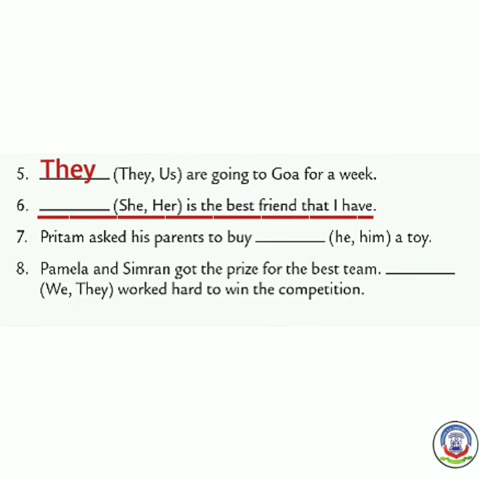 5. They (They, Us) are going to Goa for a week.
6. ________ (She, Her) is the best friend that I have.
7. Pritam asked his parents to buy ________ (he, him) a toy.
8. Pamela and Simran got the prize for the best team. ________
(We, They) worked hard to win the competition.